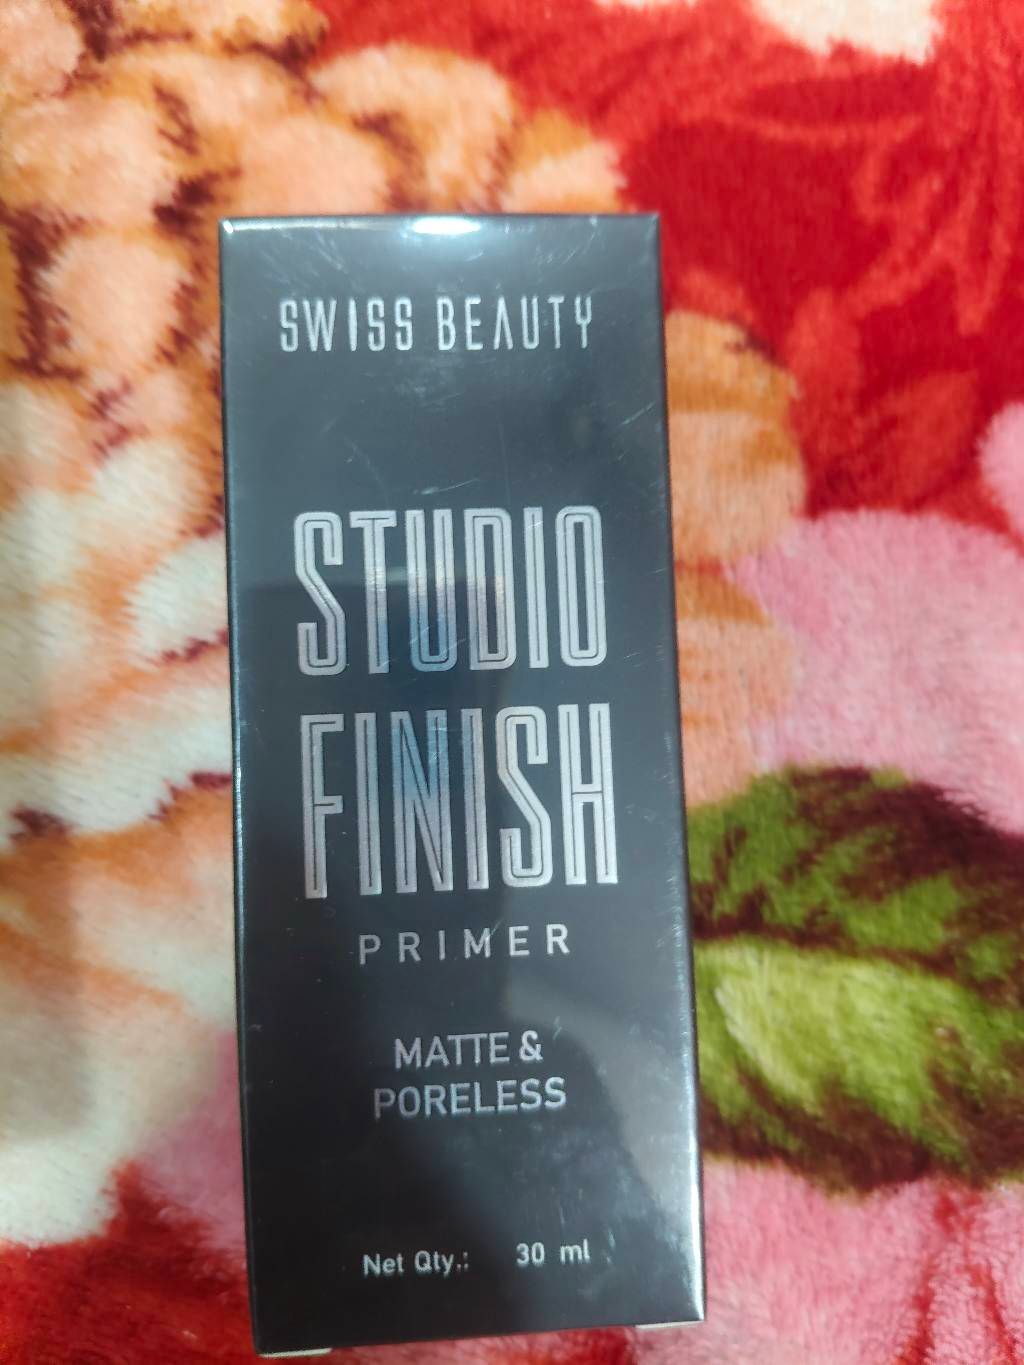 SWISS BEAUTY
STUDIO
FINISH
PRIMER
MATTE &
PORELESS
Net Qty.: 30 ml